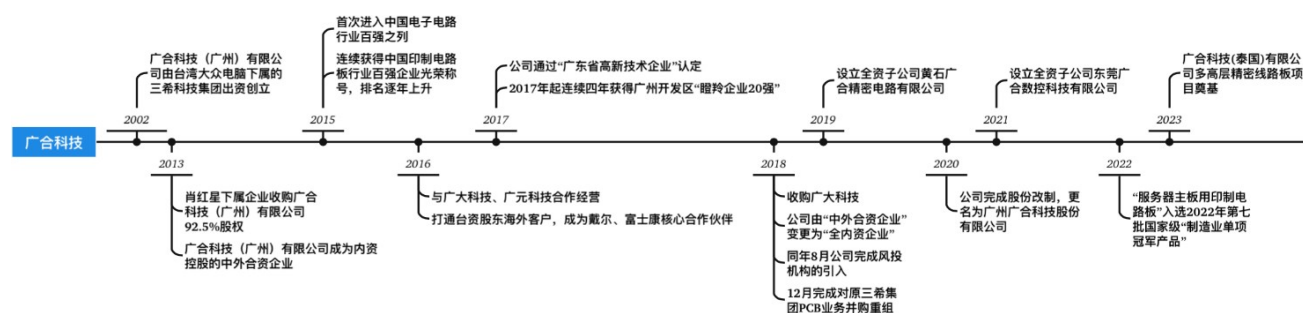 广合科技
2002
广合科技（广州）有限公
司由台湾大众电脑下属的
三希科技集团出资创立
2013
肖红星下属企业收购广合
科技（广州）有限公司
92.5%股权
广合科技（广州）有限公司成为内资
控股的中外合资企业
2015
首次进入中国电子电路
行业百强之列
连续获得中国印制电路
板行业百强企业光荣称
号，排名逐年上升
2016
与广大科技、广元科技合作经营
打通台资股东海外客户，成为戴尔、富士康核心合作伙伴
2017
公司通过“广东省高新技术企业”认定
2017年起连续四年获得广州开发区“瞪羚企业20强”
2018
收购广大科技
公司由“中外合资企业”
变更为“全内资企业”
同年8月公司完成风投
机构的引入
12月完成对原三希集
团PCB业务并购重组
2019
设立全资子公司黄石广
合精密电路有限公司
2020
公司完成股份改制，更
名为广州广合科技股份
有限公司
2021
设立全资子公司东莞广
合数控科技有限公司
2022
“服务器主板用印制电
路板”入选2022年第七
批国家级“制造业单项
冠军产品”
2023
广合科技(泰国)有限公
司多高层精密线路板项
目奠基